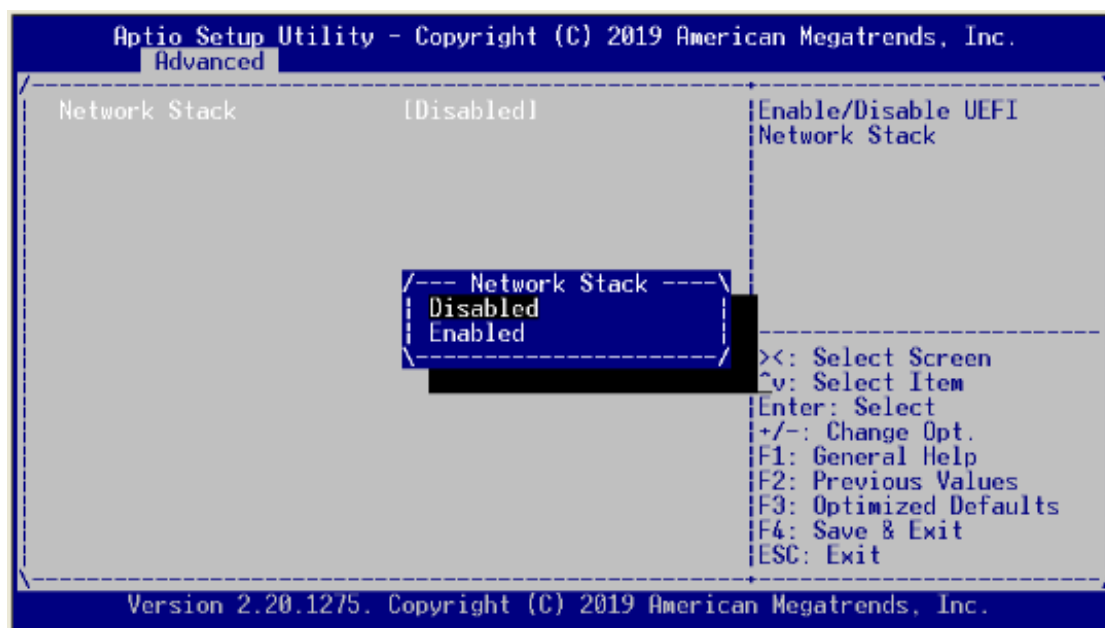 Aptio Setup Utility - Copyright (C) 2019 American Megatrends, Inc.
Advanced
Network Stack [Disabled]
Enable/Disable UEFI
Network Stack
Network Stack
Disabled
Enabled
><: Select Screen
^v: Select Item
Enter: Select
+/-: Change Opt.
F1: General Help
F2: Previous Values
F3: Optimized Defaults
F4: Save & Exit
ESC: Exit
Version 2.20.1275. Copyright (C) 2019 American Megatrends, Inc.